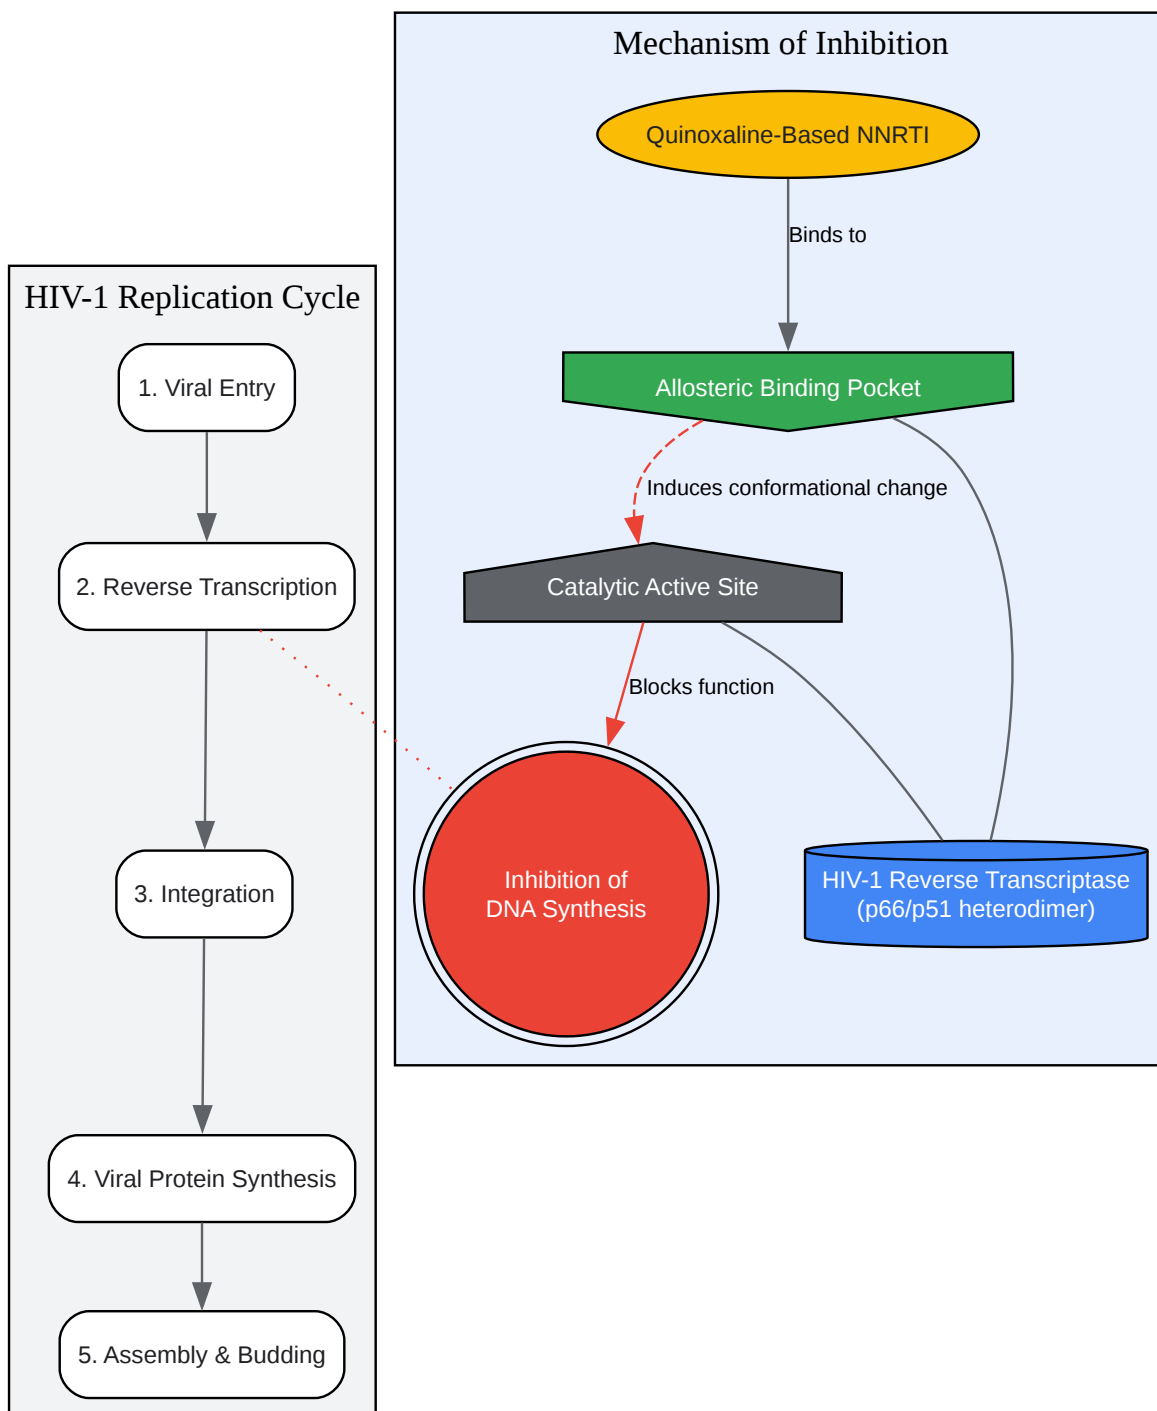 Mechanism of Inhibition
Quinoxaline-Based NNRTI
Binds to
Allosteric Binding Pocket
Induces conformational change
Catalytic Active Site
Blocks function
Inhibition of
DNA Synthesis
HIV-1 Reverse Transcriptase
(p66/p51 heterodimer)
HIV-1 Replication Cycle
1. Viral Entry
2. Reverse Transcription
3. Integration
4. Viral Protein Synthesis
5. Assembly & Budding